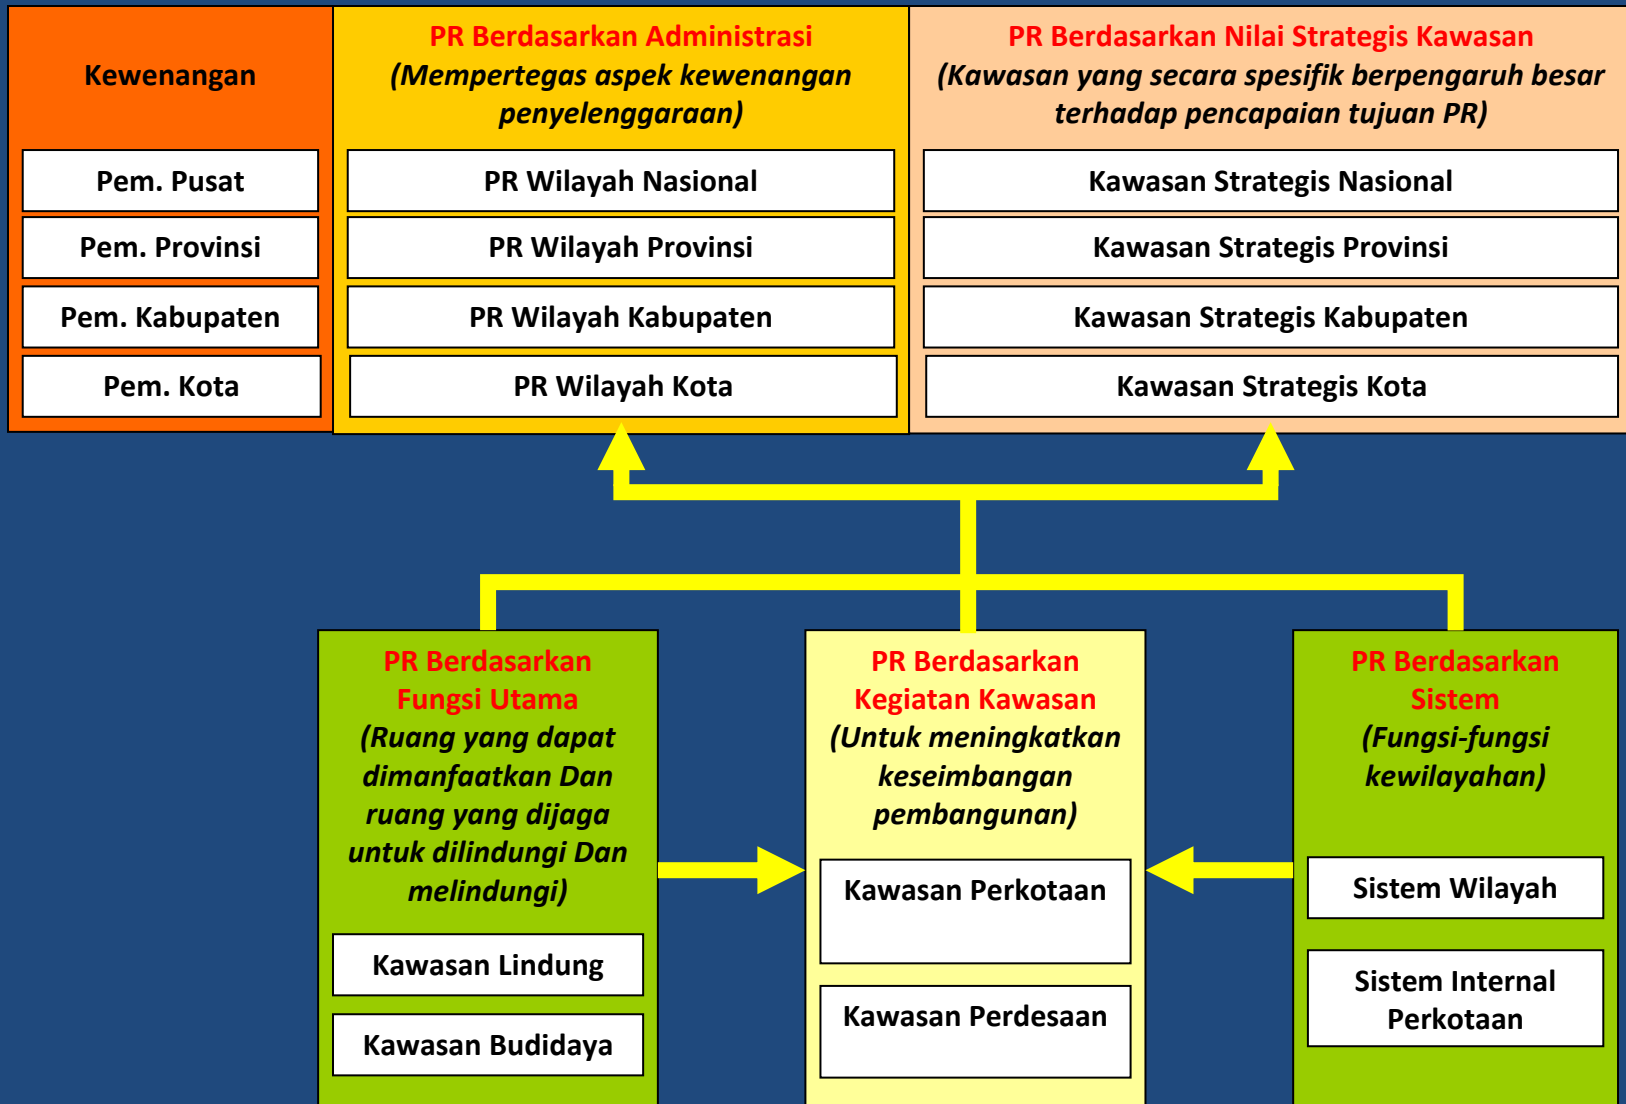 Kewenangan
Pem. Pusat
Pem. Provinsi
Pem. Kabupaten
Pem. Kota
PR Berdasarkan Administrasi
(Mempertegas aspek kewenangan
penyelenggaraan)
PR Wilayah Nasional
PR Wilayah Provinsi
PR Wilayah Kabupaten
PR Wilayah Kota
PR Berdasarkan Nilai Strategis Kawasan
(Kawasan yang secara spesifik berpengaruh besar
terhadap pencapaian tujuan PR)
Kawasan Strategis Nasional
Kawasan Strategis Provinsi
Kawasan Strategis Kabupaten
Kawasan Strategis Kota
PR Berdasarkan
Fungsi Utama
(Ruang yang dapat
dimanfaatkan Dan
ruang yang dijaga
untuk dilindungi Dan
melindungi)
Kawasan Lindung
Kawasan Budidaya
PR Berdasarkan
Kegiatan Kawasan
(Untuk meningkatkan
keseimbangan
pembangunan)
Kawasan Perkotaan
Kawasan Perdesaan
PR Berdasarkan
Sistem
(Fungsi-fungsi
kewilayahan)
Sistem Wilayah
Sistem Internal
Perkotaan